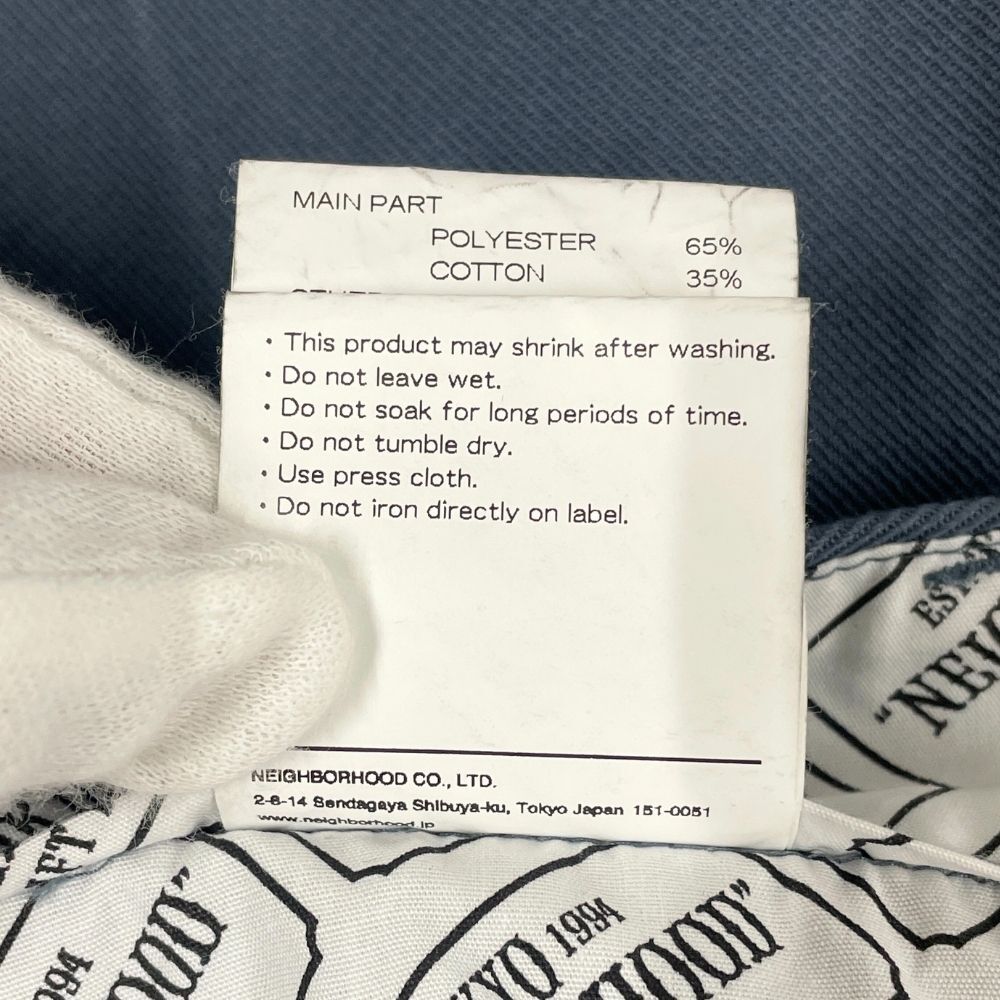 MAIN PART
POLYESTER 65%
COTTON 35%
• This product may shrink after washing.
• Do not leave wet.
• Do not soak for long periods of time.
• Do not tumble dry.
• Use press cloth.
• Do not iron directly on label.
NEIGHBORHOOD CO., LTD.
2-8-14 Sendagaya Shibuya-ku, Tokyo Japan 151-0051
www.neighborhood.jp
1994